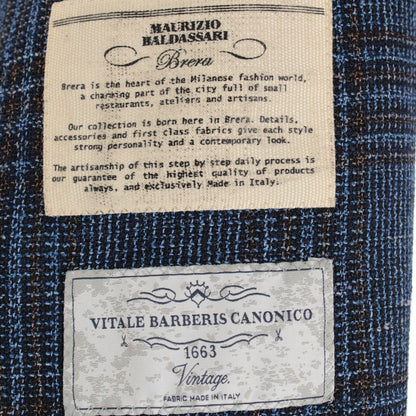 MAURIZIO
BALDASSARI
Brera
Brera is the heart of the Milanese fashion world,
a charming part of the city full of small
restaurants, ateliers and artisans.
Our collection is born here in Brera. Details,
accessories and first class fabrics give each style
strong personality and a contemporary look.
The artisanship of this step by step daily process is
our guarantee of the highest quality of products
always, and exclusively Made in Italy.
VITALE BARBERIS CANONICO
1663
Vintage.
FABRIC MADE IN ITALY